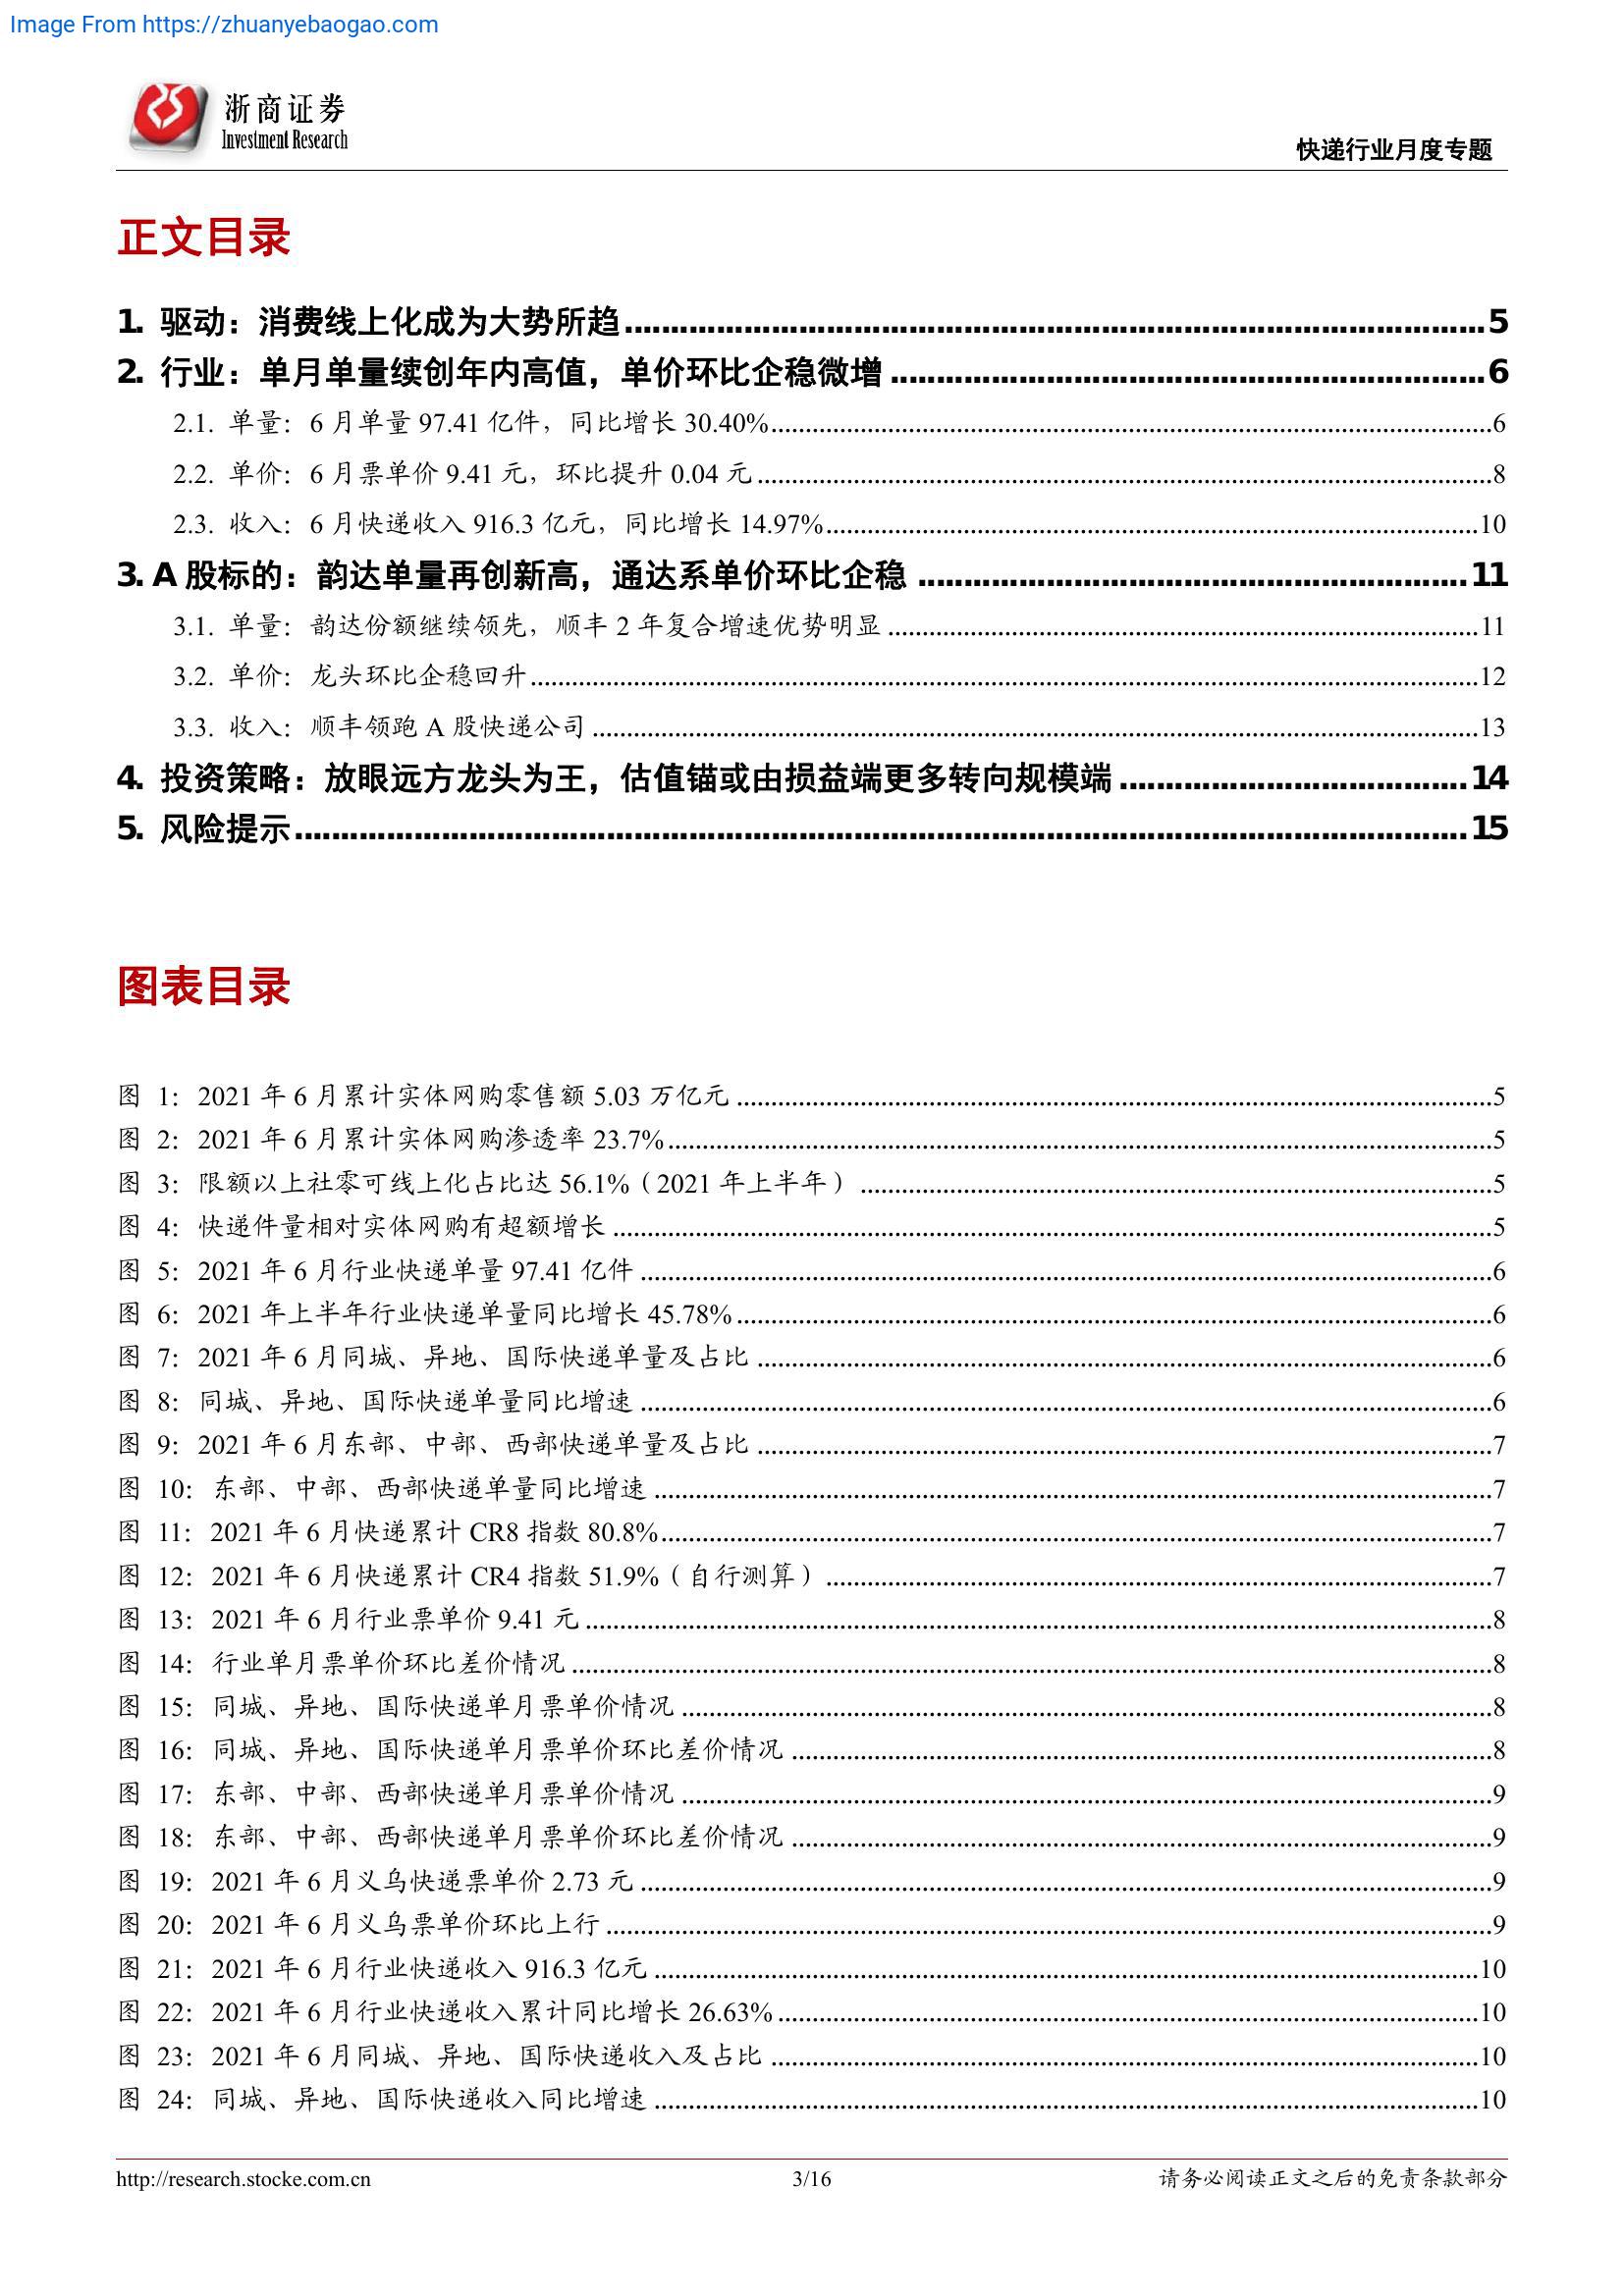 Image From https://zhuanyebaogao.com
浙商证券
Investment Research
快递行业月度专题
正文目录
1. 驱动：消费线上化成为大势所趋 5
2. 行业：单月单量续创年内高值，单价环比企稳微增 6
2.1. 单量：6 月单量 97.41 亿件，同比增长 30.40% 6
2.2. 单价：6 月票单价 9.41 元，环比提升 0.04 元 8
2.3. 收入：6 月快递收入 916.3 亿元，同比增长 14.97% 10
3. A 股标的：韵达单量再创新高，通达系单价环比企稳 11
3.1. 单量：韵达份额继续领先，顺丰 2 年复合增速优势明显 11
3.2. 单价：龙头环比企稳回升 12
3.3. 收入：顺丰领跑 A 股快递公司 13
4. 投资策略：放眼远方龙头为王，估值锚或由损益端更多转向规模端 14
5. 风险提示 15
图表目录
图 1：2021 年 6 月累计实体网购零售额 5.03 万亿元 5
图 2：2021 年 6 月累计实体网购渗透率 23.7% 5
图 3：限额以上社零可线上化占比达 56.1%（2021 年上半年） 5
图 4：快递件量相对实体网购有超额增长 5
图 5：2021 年 6 月行业快递单量 97.41 亿件 6
图 6：2021 年上半年行业快递单量同比增长 45.78% 6
图 7：2021 年 6 月同城、异地、国际快递单量及占比 6
图 8：同城、异地、国际快递单量同比增速 6
图 9：2021 年 6 月东部、中部、西部快递单量及占比 7
图 10：东部、中部、西部快递单量同比增速 7
图 11：2021 年 6 月快递累计 CR8 指数 80.8% 7
图 12：2021 年 6 月快递累计 CR4 指数 51.9%（自行测算） 7
图 13：2021 年 6 月行业票单价 9.41 元 8
图 14：行业单月票单价环比差价情况 8
图 15：同城、异地、国际快递单月票单价情况 8
图 16：同城、异地、国际快递单月票单价环比差价情况 8
图 17：东部、中部、西部快递单月票单价情况 9
图 18：东部、中部、西部快递单月票单价环比差价情况 9
图 19：2021 年 6 月义乌快递票单价 2.73 元 9
图 20：2021 年 6 月义乌票单价环比上行 9
图 21：2021 年 6 月行业快递收入 916.3 亿元 10
图 22：2021 年 6 月行业快递收入累计同比增长 26.63% 10
图 23：2021 年 6 月同城、异地、国际快递收入及占比 10
图 24：同城、异地、国际快递收入同比增速 10
http://research.stocke.com.cn
3/16
请务必阅读正文之后的免责条款部分